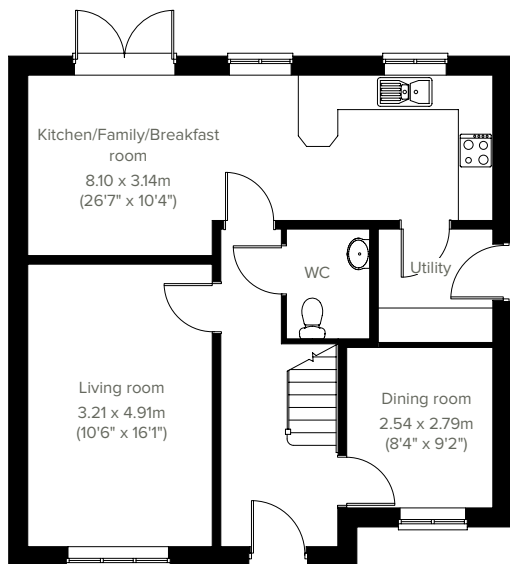 Kitchen/Family/Breakfast
room
8.10 x 3.14m
(26'7" x 10'4")
WC
Utility
Living room
3.21 x 4.91m
(10'6" x 16'1")
Dining room
2.54 x 2.79m
(8'4" x 9'2")